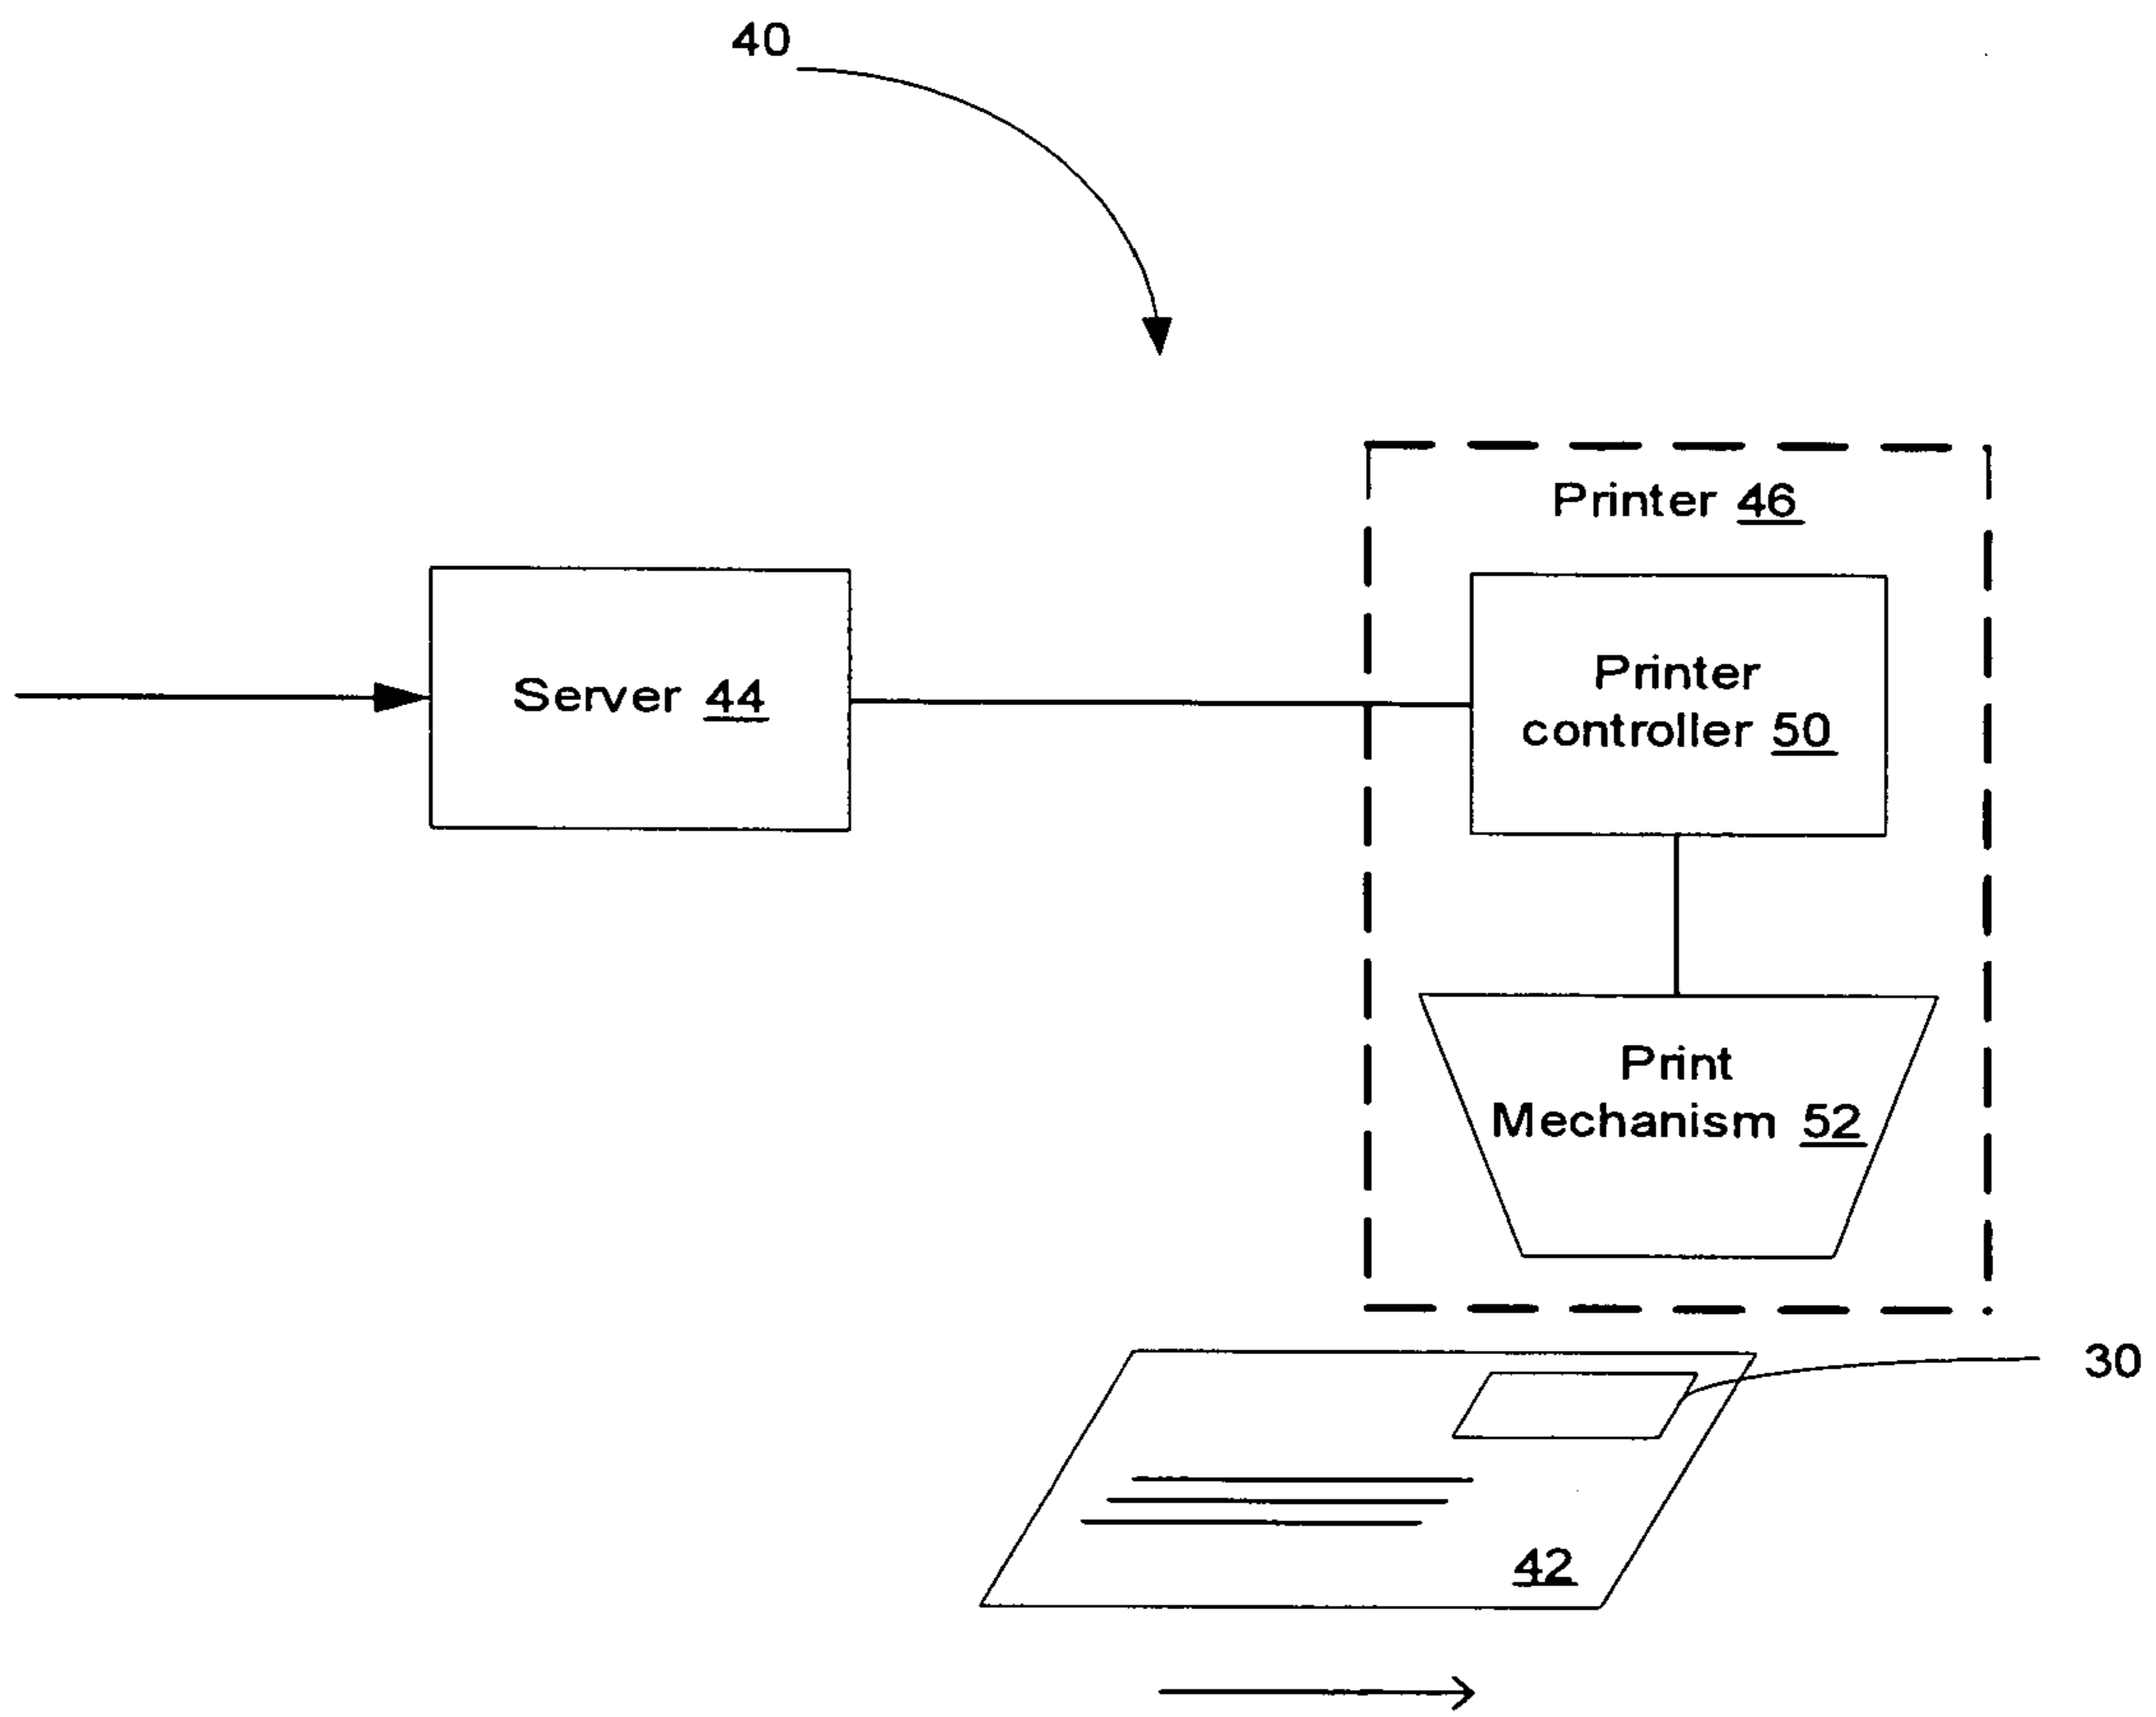 40
Printer 46
Server 44
Printer
controller 50
Print
Mechanism 52
30
42